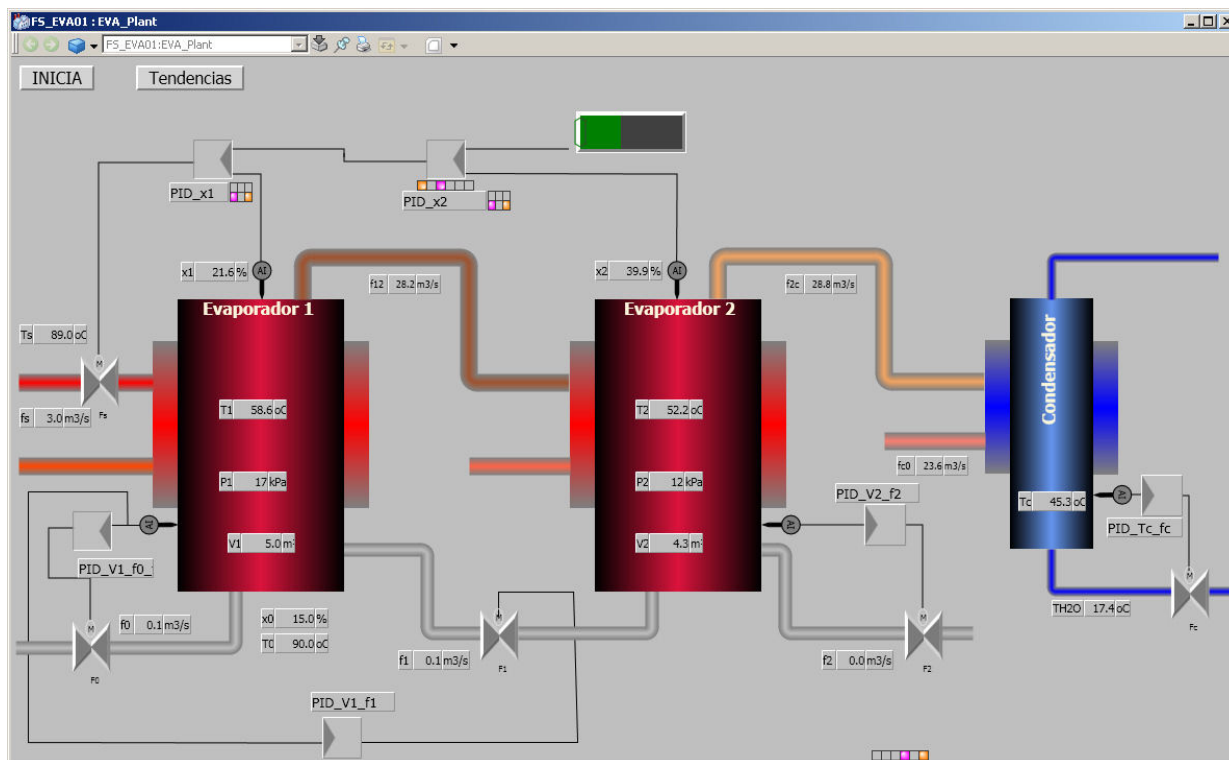 FS_EVA01 : EVA_Plant
FS_EVA01:EVA_Plant
INICIA
Tendencias
PID_x1
PID_x2
x1 21.6 %
AI
x2 39.9 %
AI
f12 28.2 m3/s
f2c 28.8 m3/s
Evaporador 1
Evaporador 2
Condensador
Ts 89.0 oC
M
Fs
fs 3.0 m3/s
T1 58.6 oC
T2 52.2 oC
fc0 23.6 m3/s
P1 17 kPa
P2 12 kPa
PID_V2_f2
Tc 45.3 oC
AI
PID_Tc_fc
AI
AI
V1 5.0 m³
V2 4.3 m³
PID_V1_f0_
M
M
M
M
TH2O 17.4 oC
Fc
f0 0.1 m3/s
x0 15.0 %
T0 90.0 oC
F0
f1 0.1 m3/s
F1
f2 0.0 m3/s
F2
PID_V1_f1